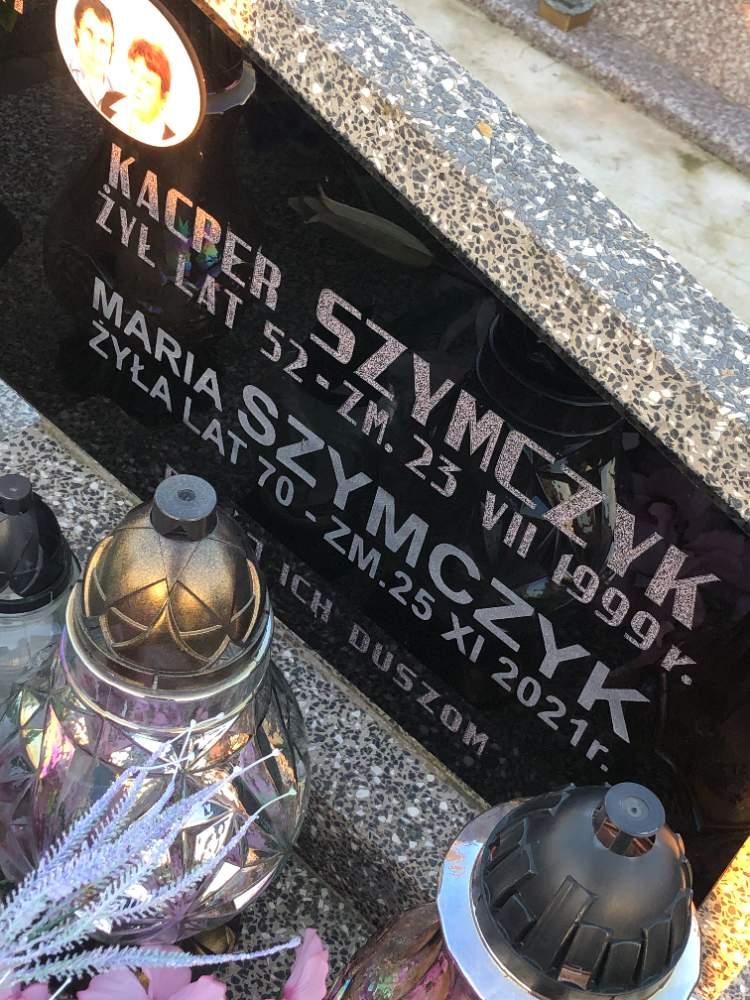 KACPER SZYMCZYK
ŻYŁ LAT 52 - ZM. 23 VII 1999 r.
MARIA SZYMCZYK
ŻYŁA LAT 70 - ZM. 25 XI 2021 r.
ICH DUSZOM